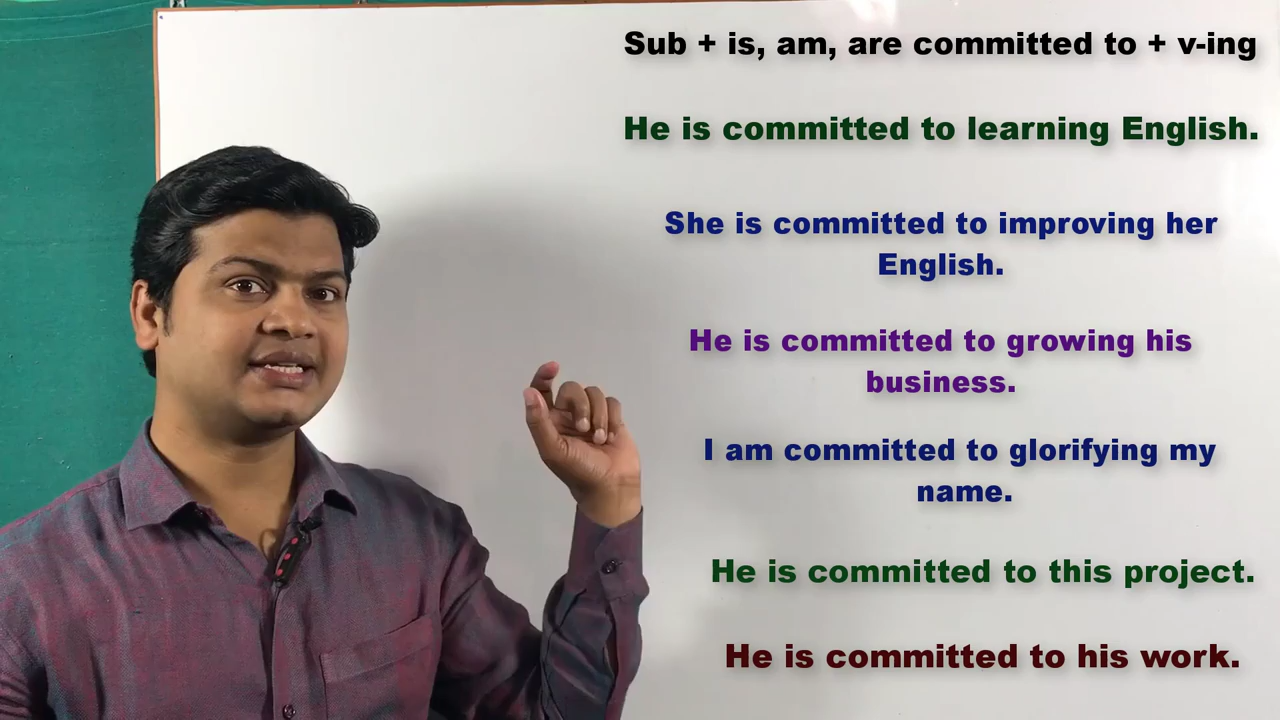 Sub + is, am, are committed to + v-ing
He is committed to learning English.
She is committed to improving her
English.
He is committed to growing his
business.
I am committed to glorifying my
name.
He is committed to this project.
He is committed to his work.